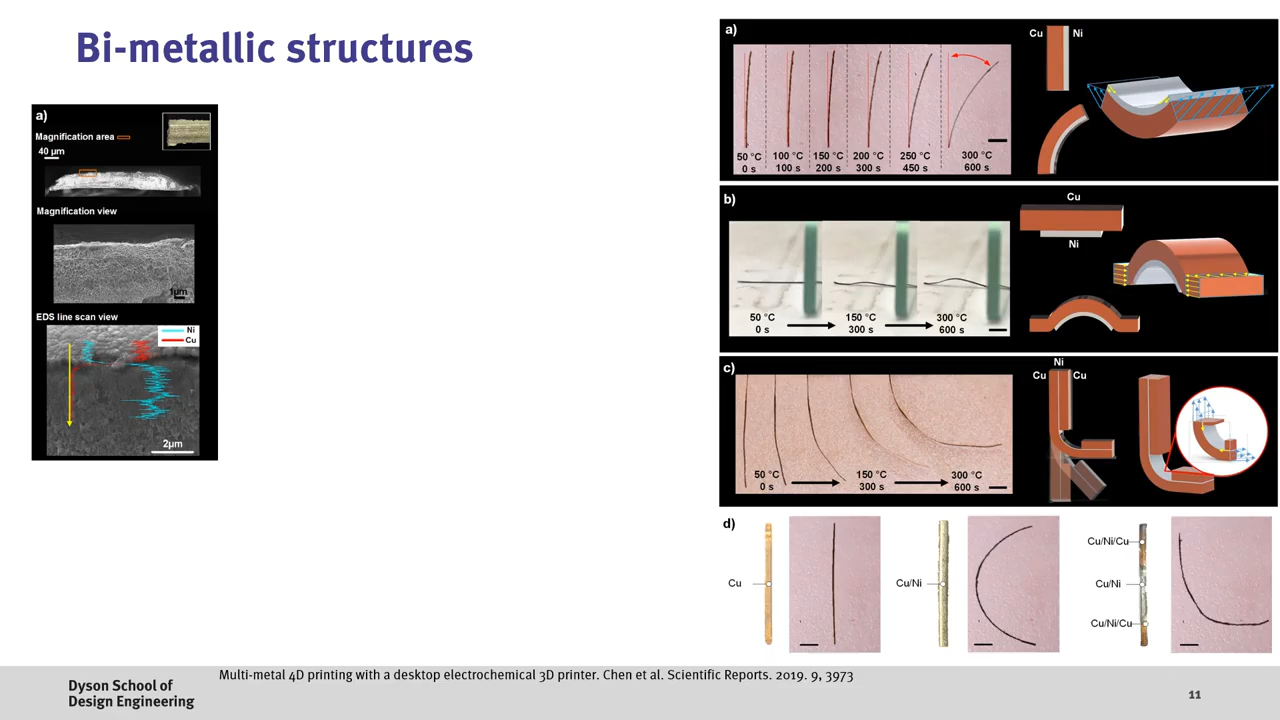 Bi-metallic structures
a)
Magnification area
40 µm
Magnification view
1µm
EDS line scan view
Ni
Cu
2µm
a)
Cu Ni
50 °C 100 °C 150 °C 200 °C 250 °C 300 °C
0 s 100 s 200 s 300 s 450 s 600 s
b)
Cu
Ni
50 °C 150 °C 300 °C
0 s 300 s 600 s
c)
Ni
Cu Cu
50 °C 150 °C 300 °C
0 s 300 s 600 s
d)
Cu
Cu/Ni
Cu/Ni/Cu
Cu/Ni
Cu/Ni/Cu
Multi-metal 4D printing with a desktop electrochemical 3D printer. Chen et al. Scientific Reports. 2019. 9, 3973
Dyson School of
Design Engineering
11